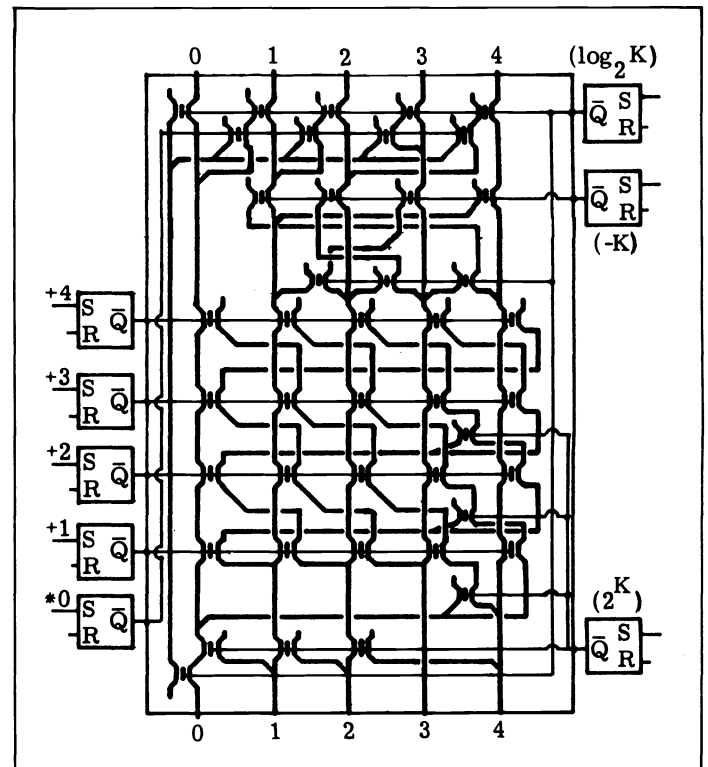 0 1 2 3 4 (log₂K)
Q̄ S
R
Q̄ S
R
(-K)
+4
S Q̄
R
+3
S Q̄
R
+2
S Q̄
R
+1
S Q̄
R
*0
S Q̄
R
(2ᴷ)
Q̄ S
R
0 1 2 3 4